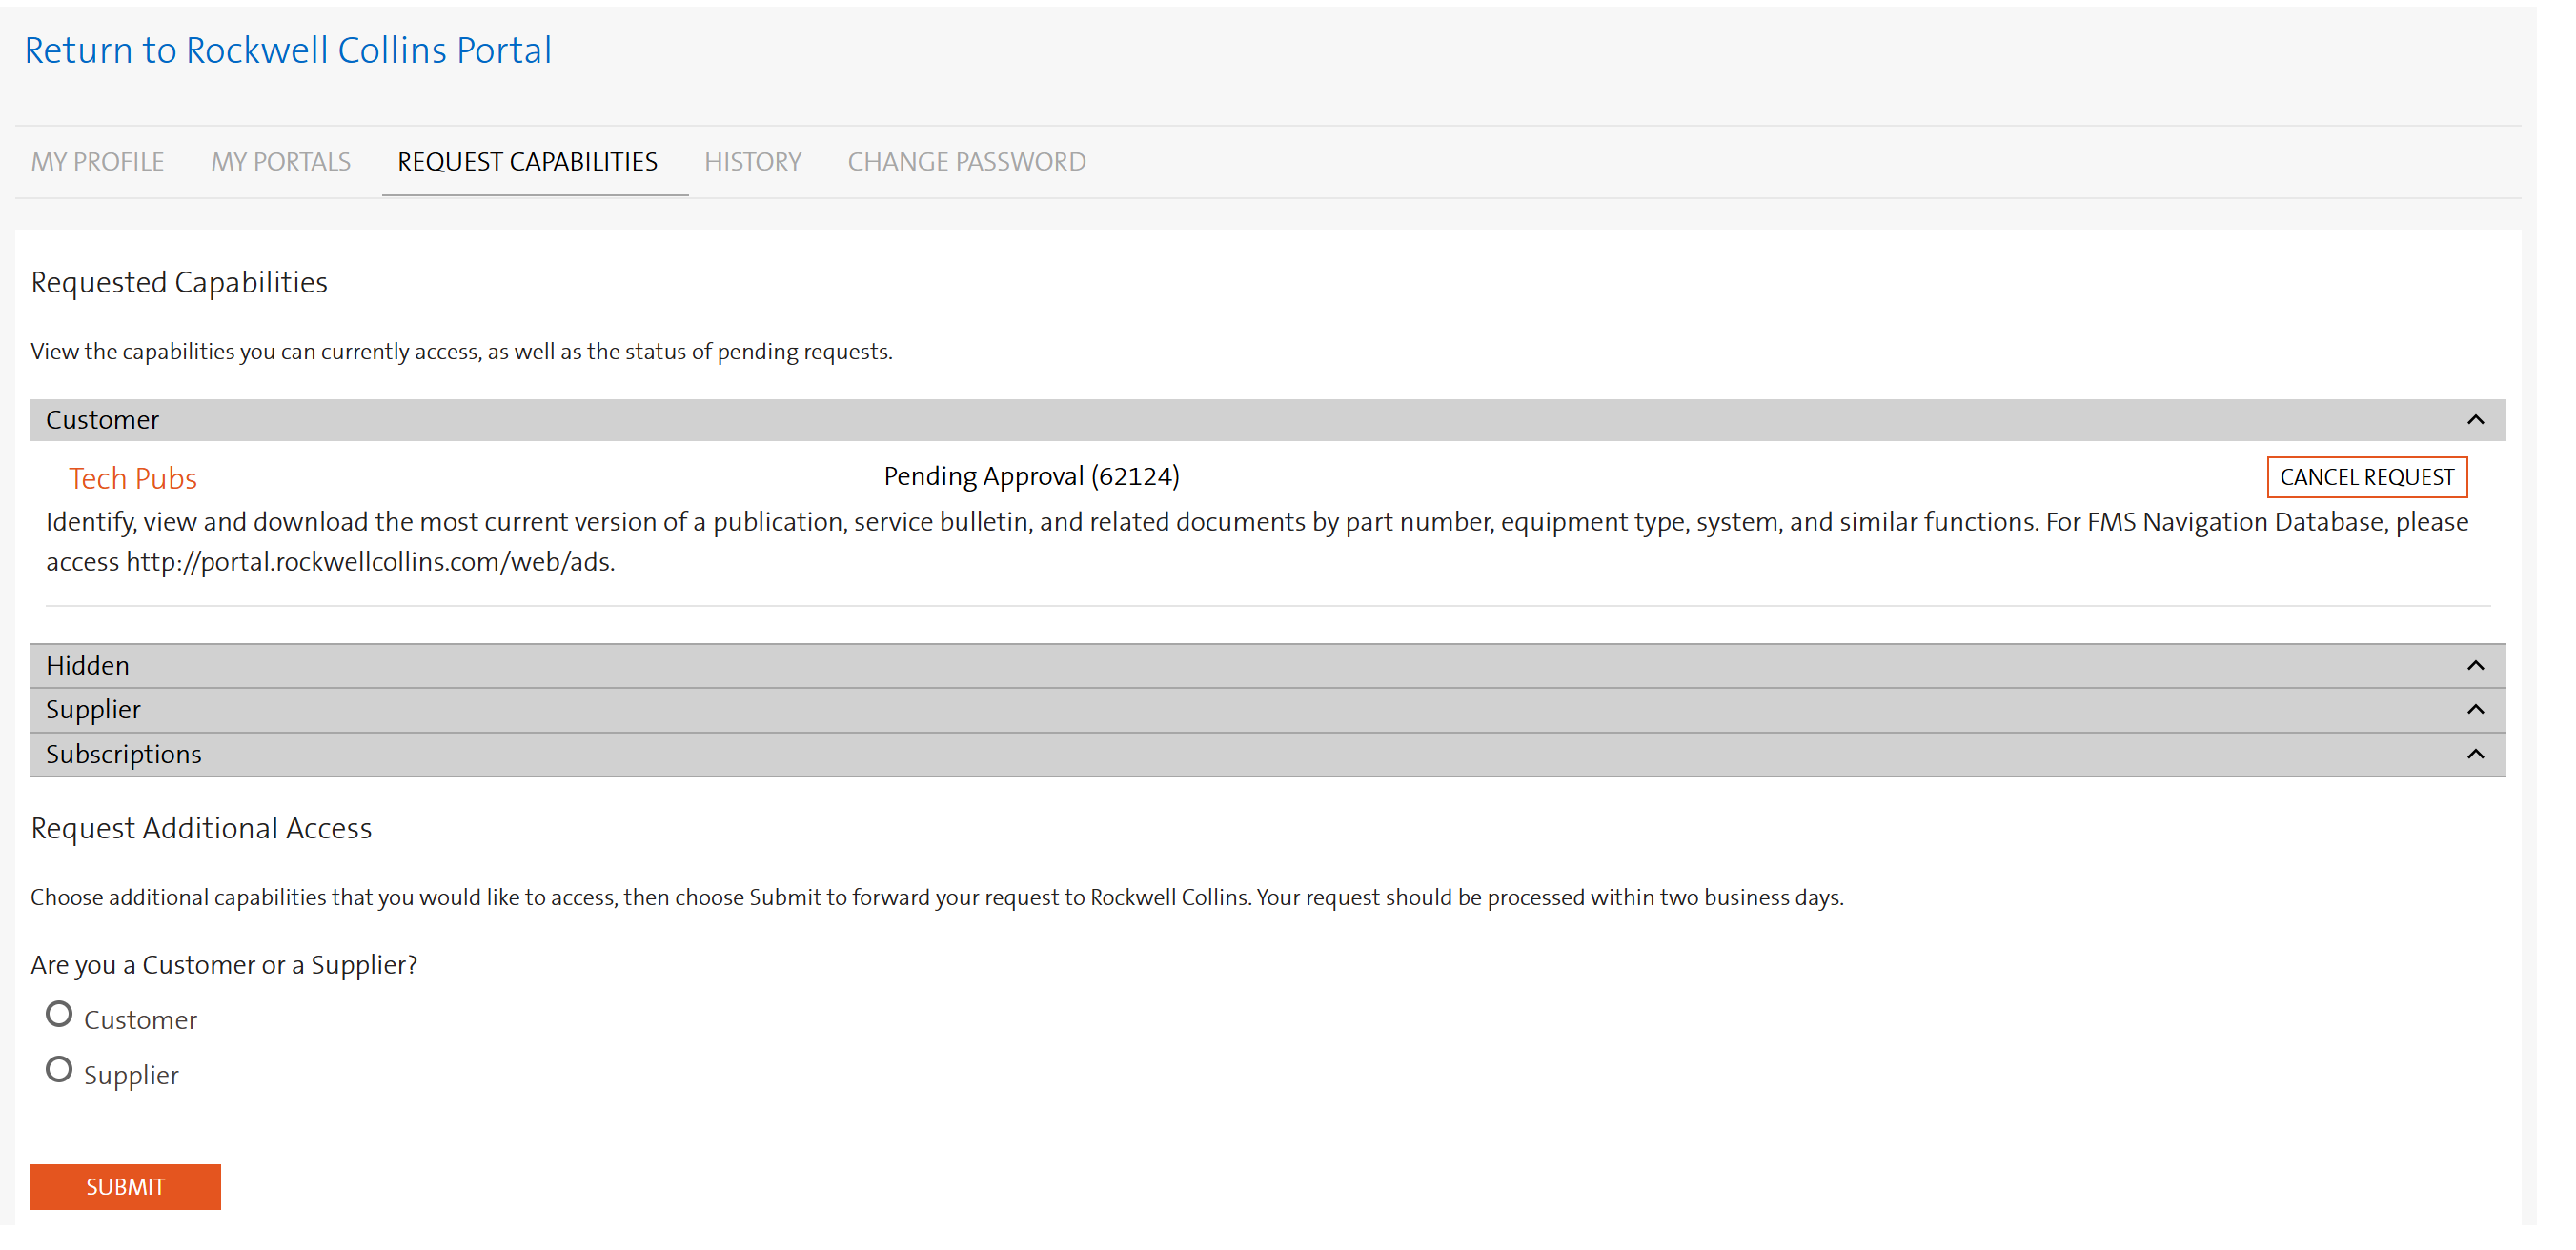 Return to Rockwell Collins Portal
MY PROFILE MY PORTALS REQUEST CAPABILITIES HISTORY CHANGE PASSWORD
Requested Capabilities
View the capabilities you can currently access, as well as the status of pending requests.
Customer
Tech Pubs Pending Approval (62124) CANCEL REQUEST
Identify, view and download the most current version of a publication, service bulletin, and related documents by part number, equipment type, system, and similar functions. For FMS Navigation Database, please
access http://portal.rockwellcollins.com/web/ads.
Hidden
Supplier
Subscriptions
Request Additional Access
Choose additional capabilities that you would like to access, then choose Submit to forward your request to Rockwell Collins. Your request should be processed within two business days.
Are you a Customer or a Supplier?
Customer
Supplier
SUBMIT